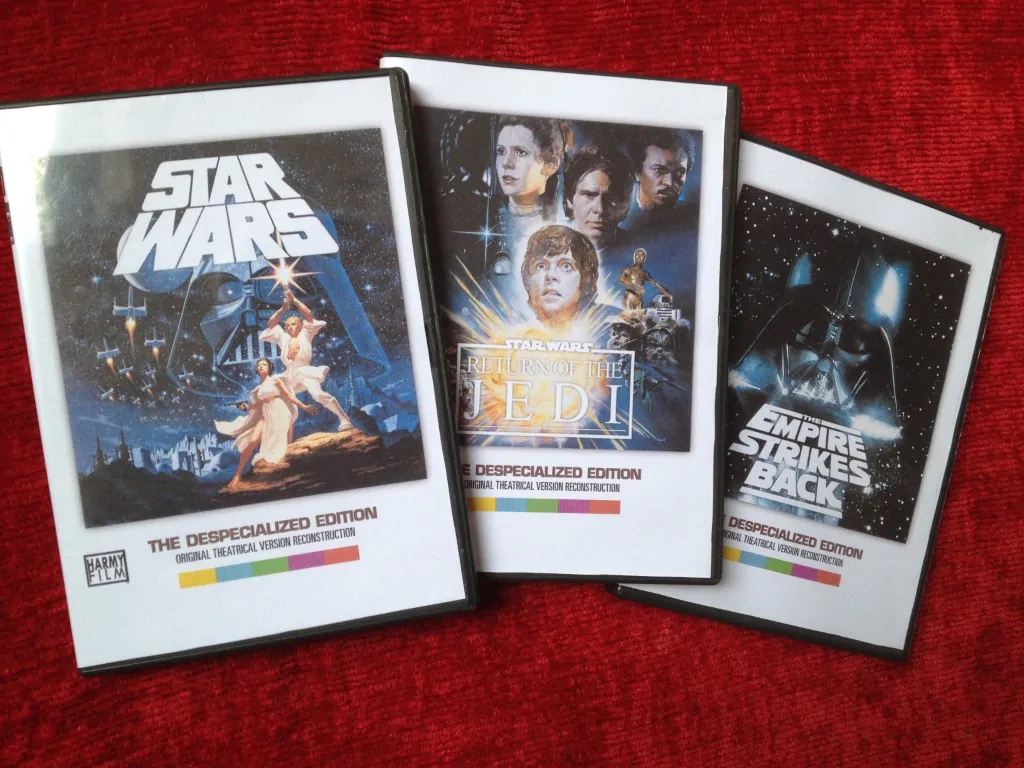 STAR
WARS
THE DESPECIALIZED EDITION
ORIGINAL THEATRICAL VERSION RECONSTRUCTION
HARMY
FILM
STAR WARS
RETURN OF THE
JEDI
E DESPECIALIZED EDITION
ORIGINAL THEATRICAL VERSION RECONSTRUCTION
THE
EMPIRE
STRIKES
BACK
DESPECIALIZED EDITION
GINAL THEATRICAL VERSION RECONSTRUCTION